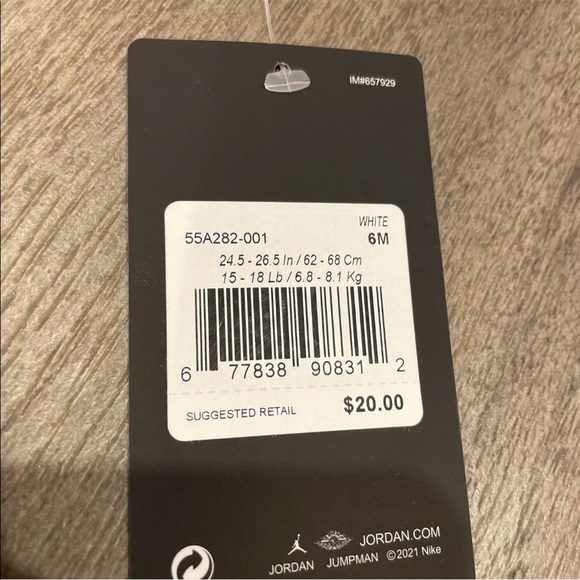 IM#657929
WHITE
55A282-001 6M
24.5 - 26.5 In / 62 - 68 Cm
15 - 18 Lb / 6.8 - 8.1 Kg
6 77838 90831 2
SUGGESTED RETAIL $20.00
JORDAN.COM
JORDAN JUMPMAN ©2021 Nike